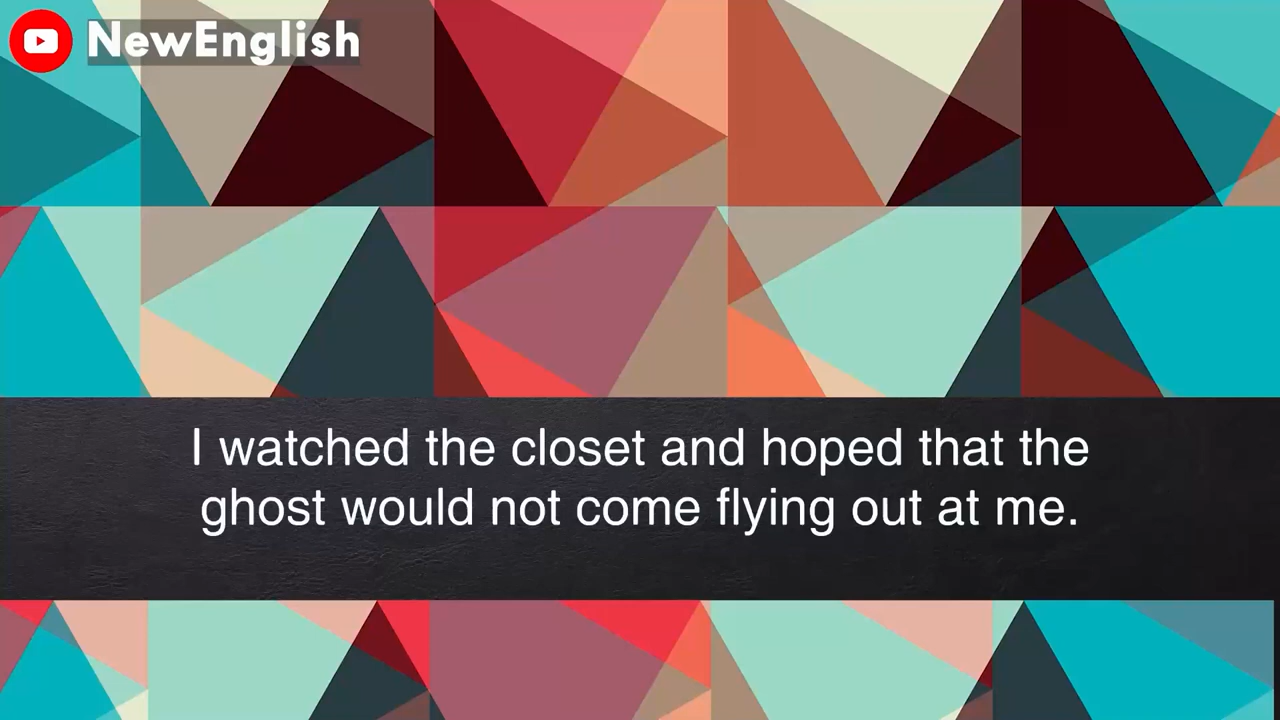 NewEnglish
I watched the closet and hoped that the
ghost would not come flying out at me.